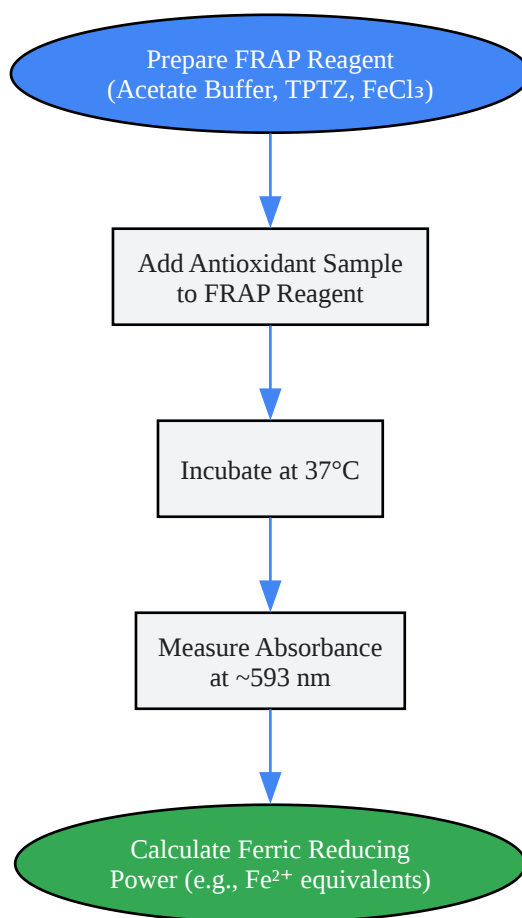 Prepare FRAP Reagent
(Acetate Buffer, TPTZ, FeCl₃)
Add Antioxidant Sample
to FRAP Reagent
Incubate at 37°C
Measure Absorbance
at ~593 nm
Calculate Ferric Reducing
Power (e.g., Fe²⁺ equivalents)